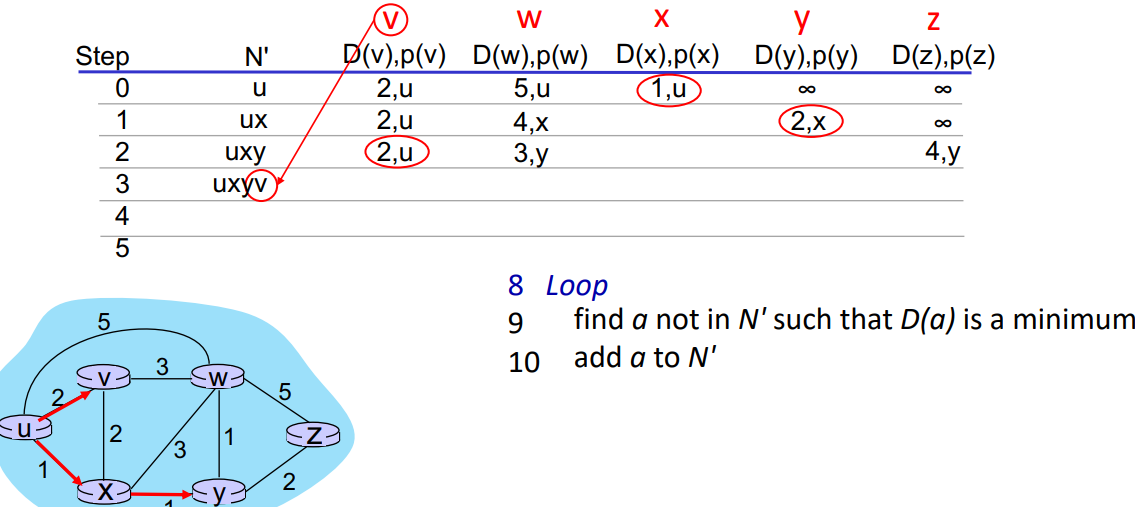 v w x y z
Step N' D(v),p(v) D(w),p(w) D(x),p(x) D(y),p(y) D(z),p(z)
0 u 2,u 5,u 1,u ∞ ∞
1 ux 2,u 4,x 2,x ∞
2 uxy 2,u 3,y 4,y
3 uxyv
4
5
8 Loop
9 find a not in N' such that D(a) is a minimum
10 add a to N'
5
v 3 w
2 5
u 2 3 1 z
1 2
x y
1